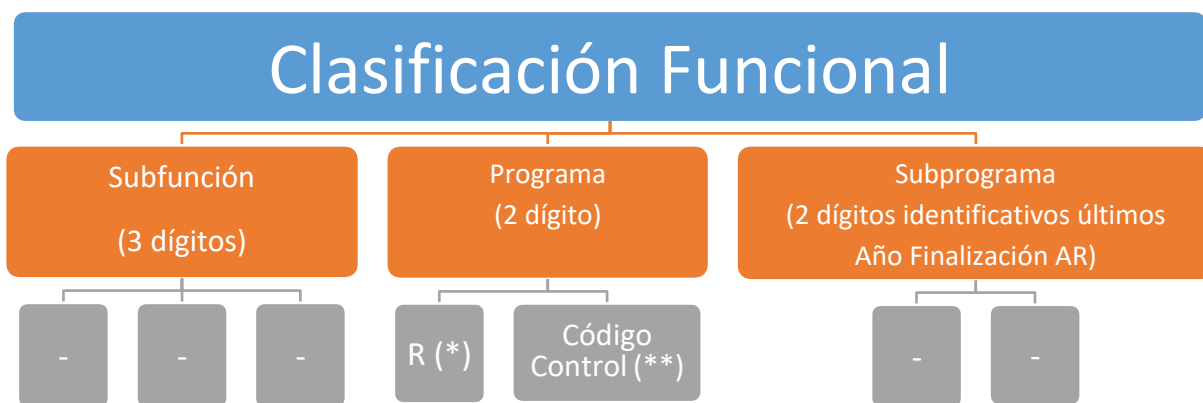 Clasificación Funcional
Subfunción
(3 dígitos)
Programa
(2 dígito)
Subprograma
(2 dígitos identificativos últimos
Año Finalización AR)
-
-
-
R (*)
Código
Control (**)
-
-